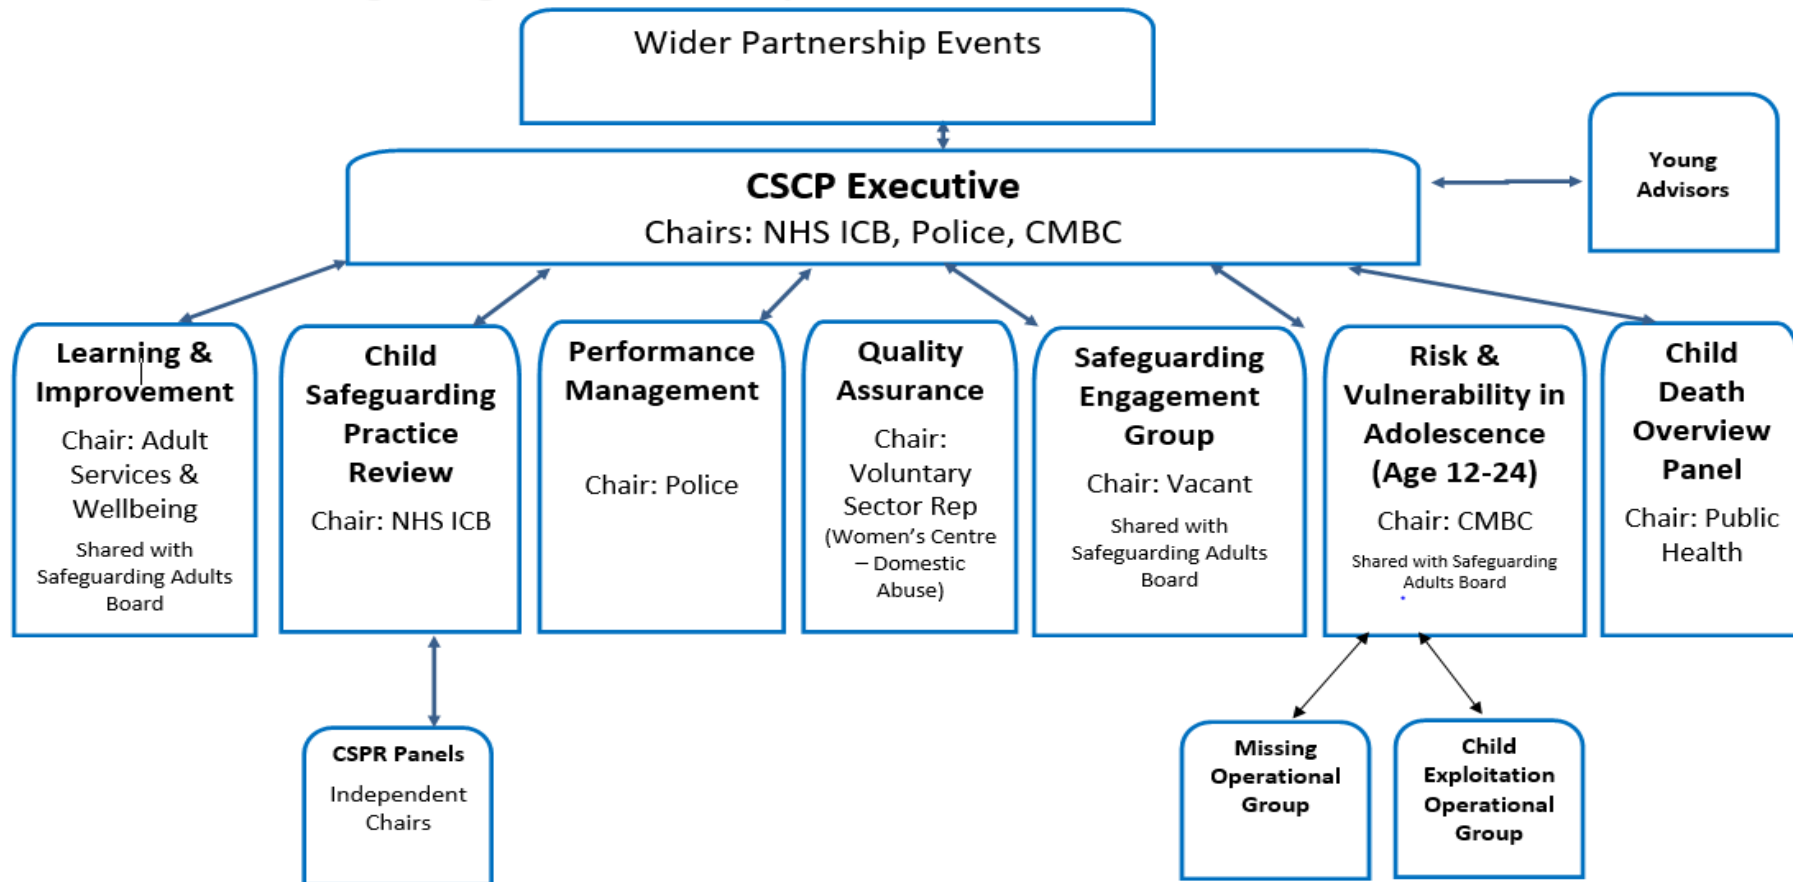 Wider Partnership Events
CSCP Executive
Chairs: NHS ICB, Police, CMBC
Young
Advisors
Learning &
Improvement
Chair: Adult
Services &
Wellbeing
Shared with
Safeguarding Adults
Board
Child
Safeguarding
Practice
Review
Chair: NHS ICB
Performance
Management
Chair: Police
Quality
Assurance
Chair:
Voluntary
Sector Rep
(Women’s Centre
– Domestic
Abuse)
Safeguarding
Engagement
Group
Chair: Vacant
Shared with
Safeguarding Adults
Board
Risk &
Vulnerability in
Adolescence
(Age 12-24)
Chair: CMBC
Shared with Safeguarding
Adults Board
Child
Death
Overview
Panel
Chair: Public
Health
CSPR Panels
Independent
Chairs
Missing
Operational
Group
Child
Exploitation
Operational
Group